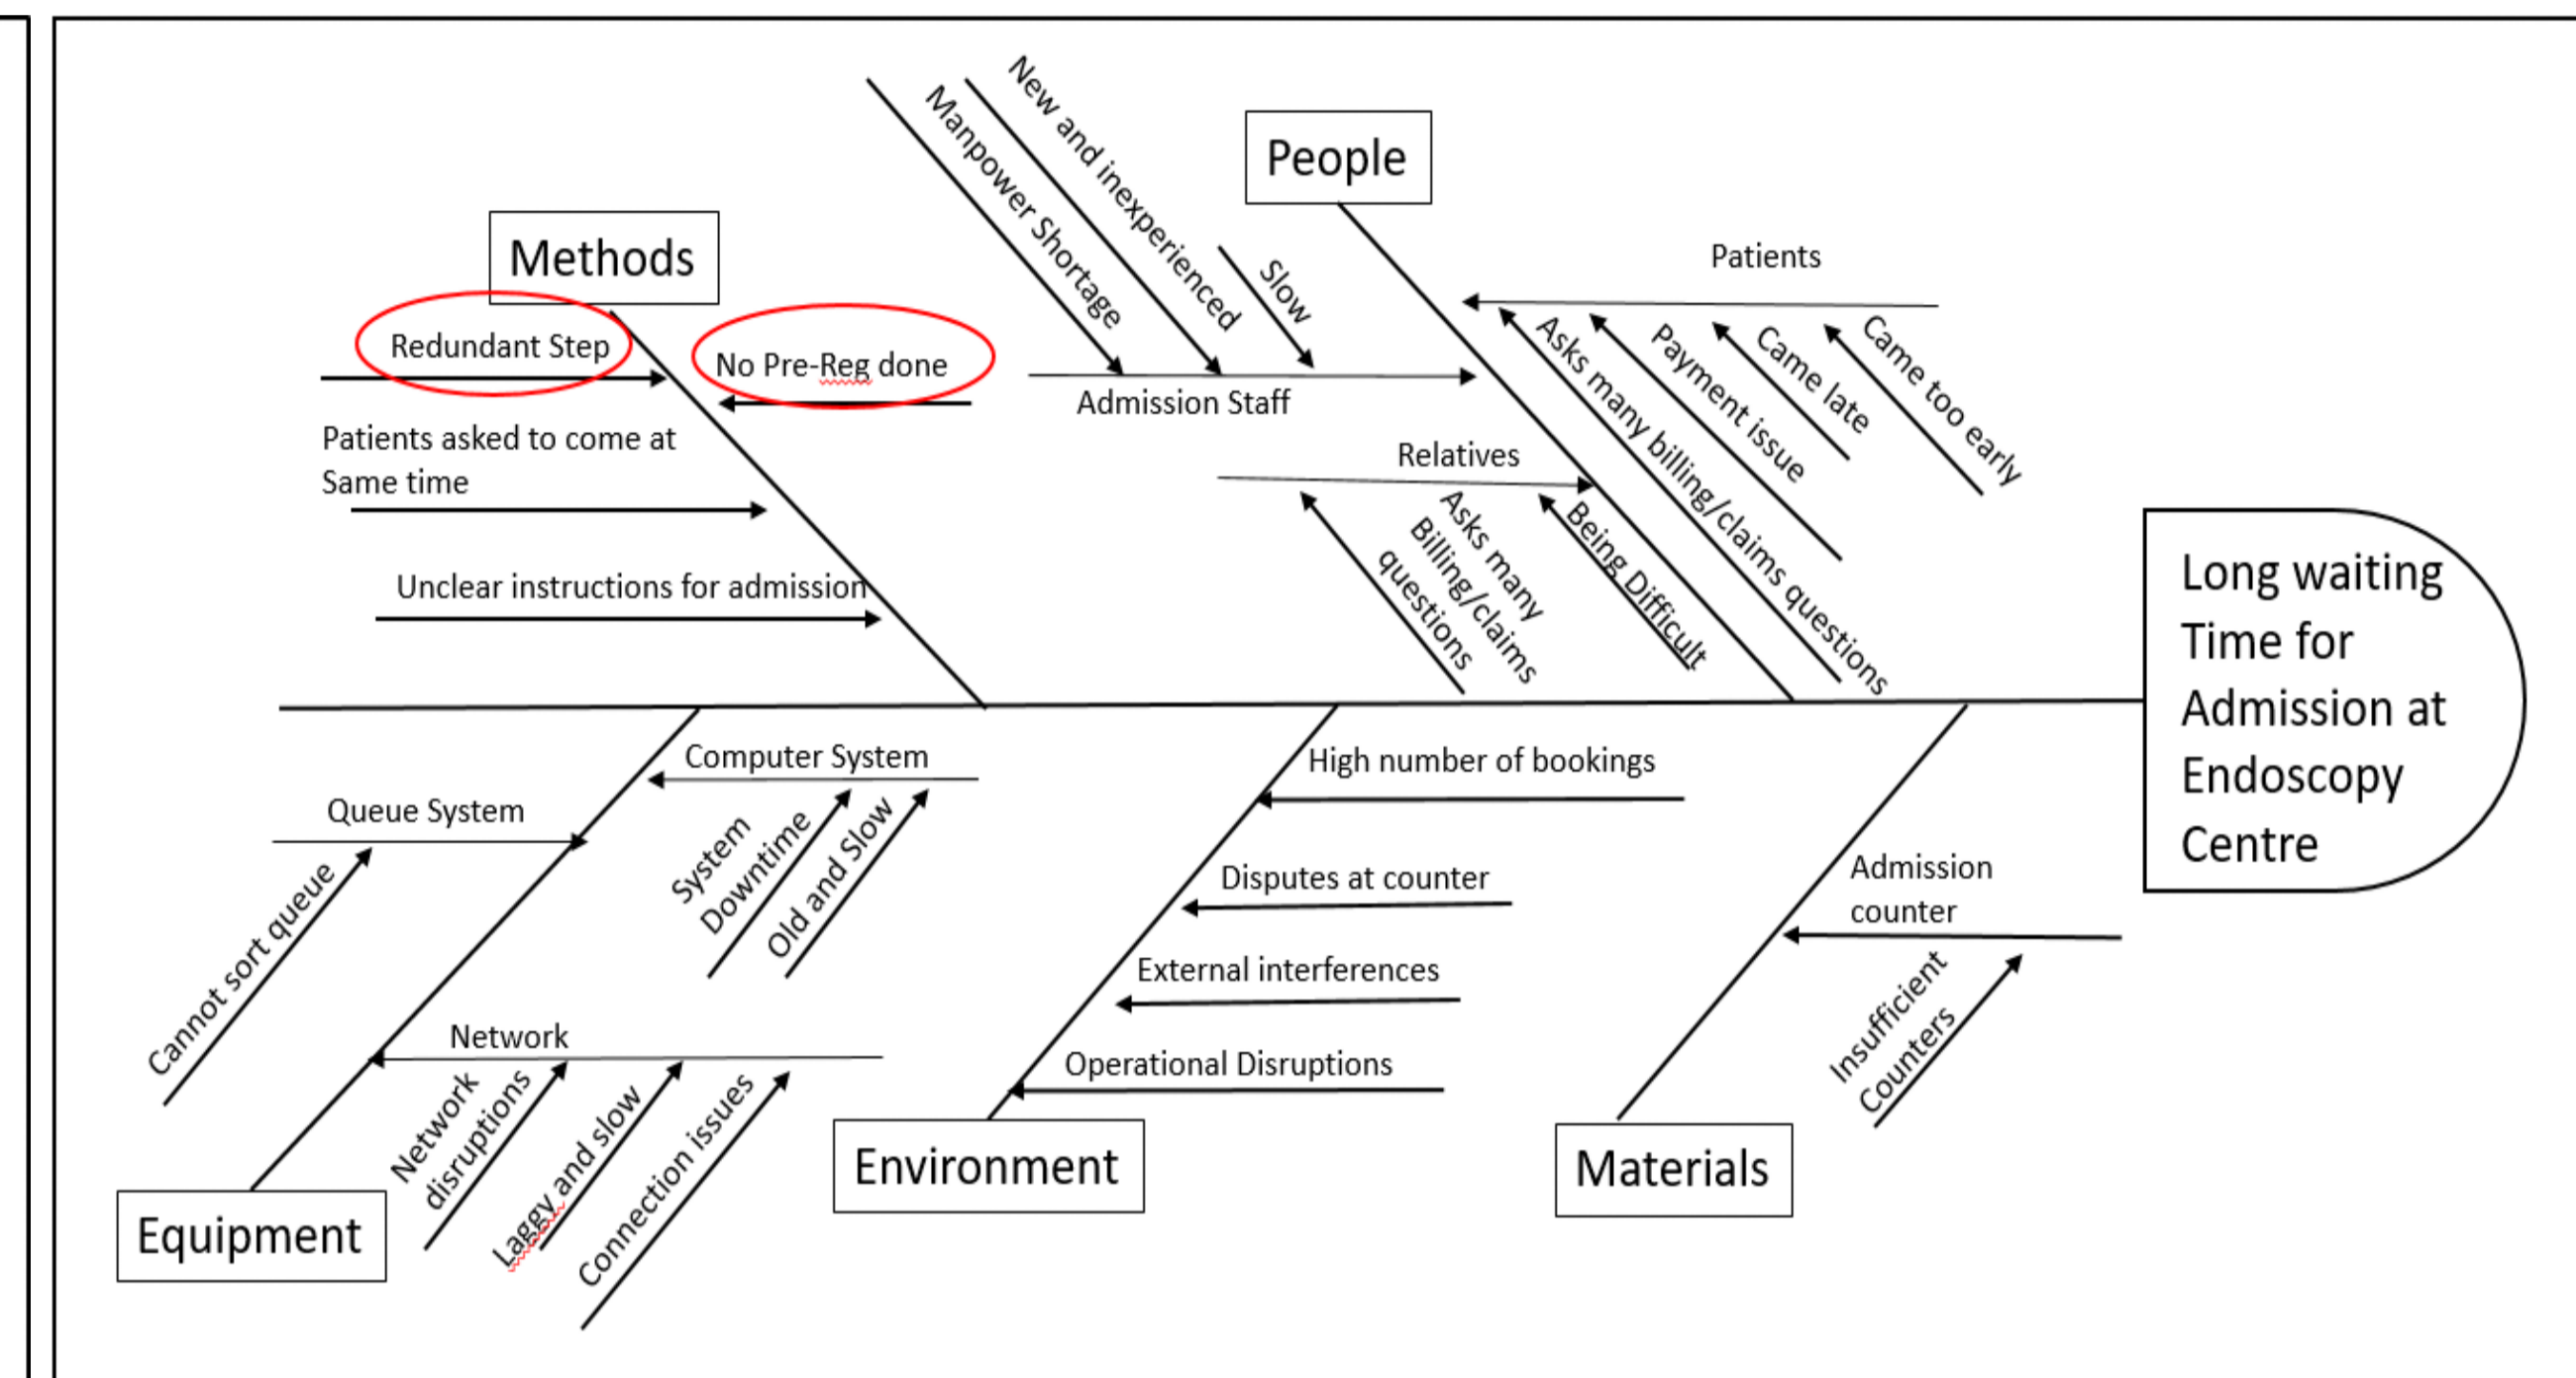 People
New and inexperienced
Manpower Shortage
Slow
Admission Staff
Patients
Asks many billing/claims questions
Payment issue
Came late
Came too early
Relatives
Asks many
Billing/claims
questions
Being Difficult
Methods
Redundant Step
No Pre-Reg done
Patients asked to come at
Same time
Unclear instructions for admission
Long waiting
Time for
Admission at
Endoscopy
Centre
Computer System
System
Downtime
Old and Slow
Queue System
Cannot sort queue
Network
Network
disruptions
Laggy and slow
Connection issues
Equipment
High number of bookings
Disputes at counter
External interferences
Operational Disruptions
Environment
Admission
counter
Insufficient
Counters
Materials